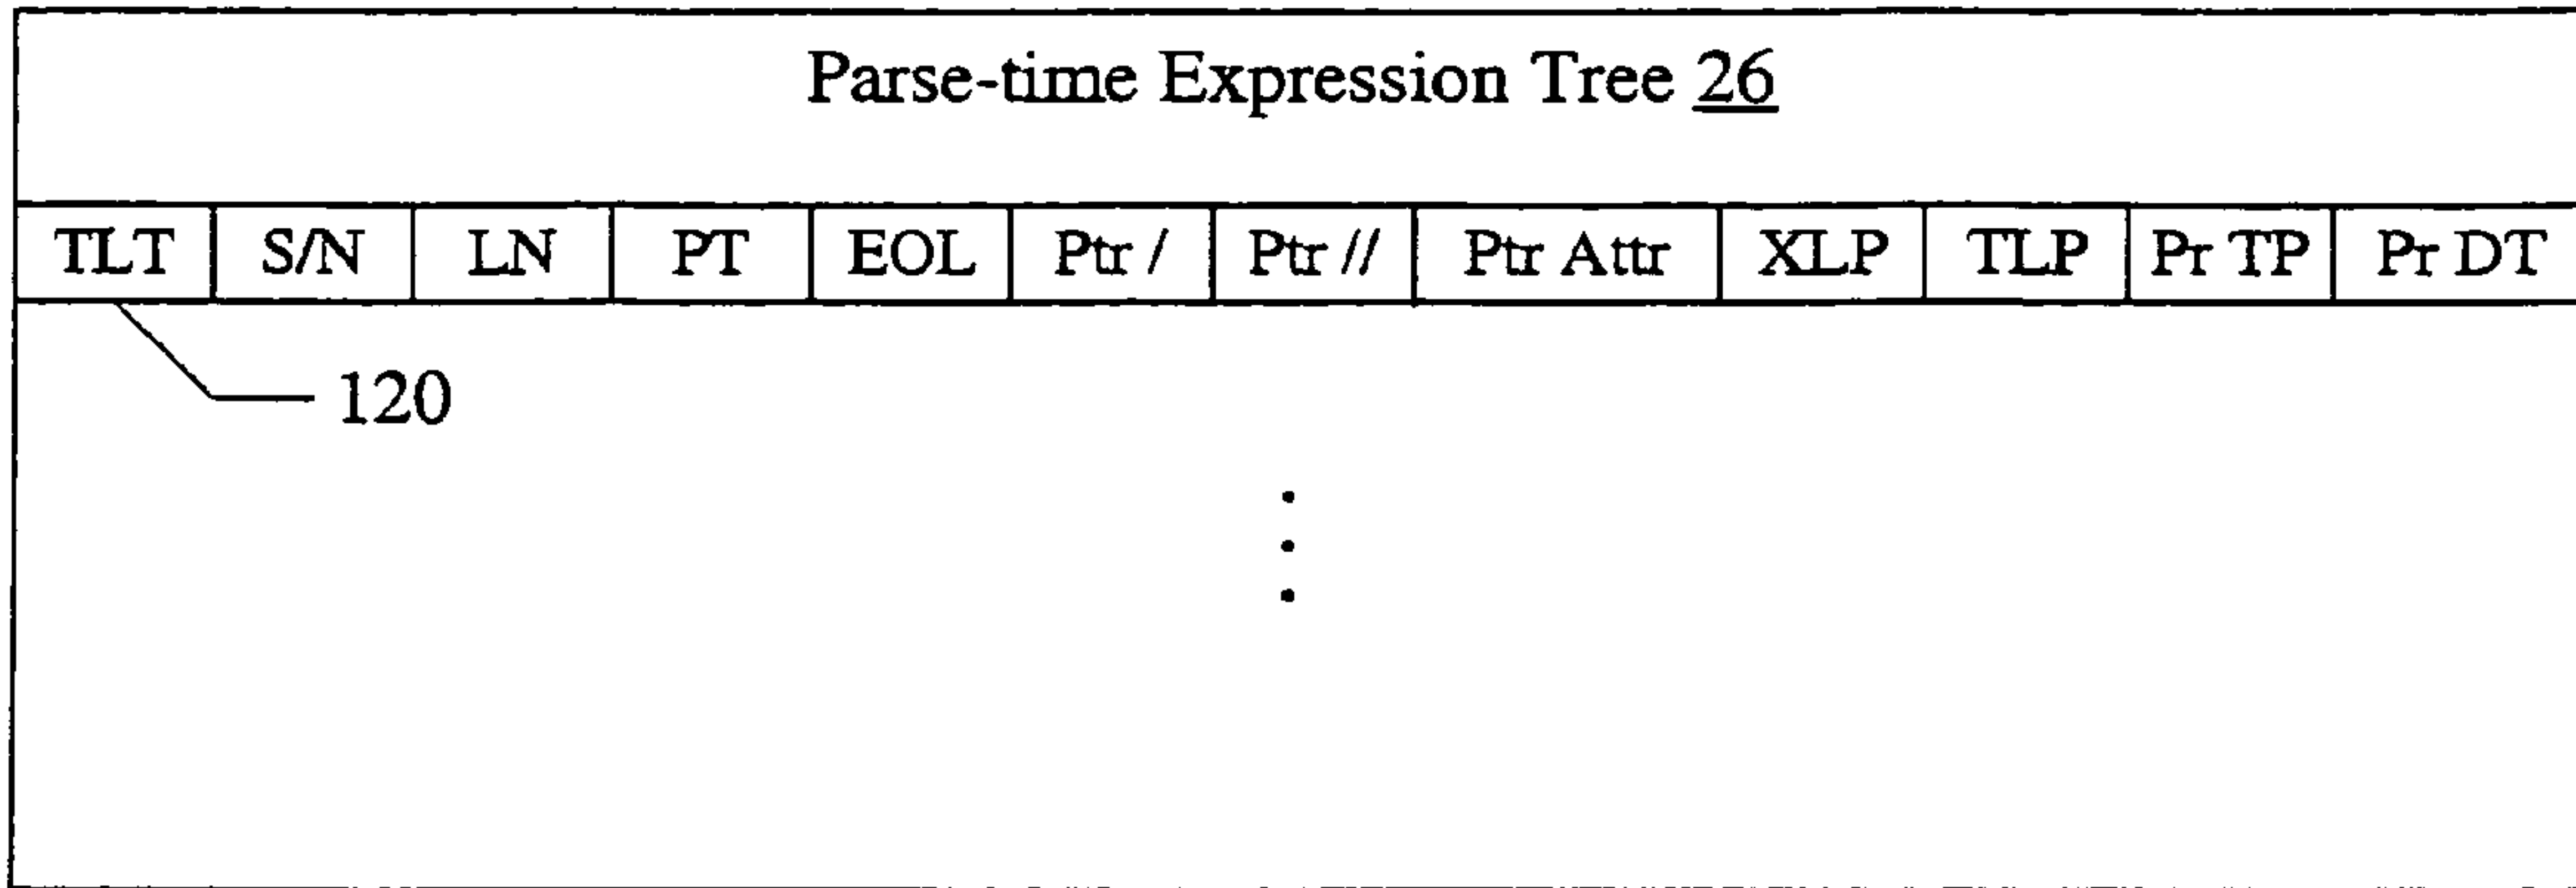 Parse-time Expression Tree 26
TLT S/N LN PT EOL Ptr / Ptr // Ptr Attr XLP TLP Pr TP Pr DT
120